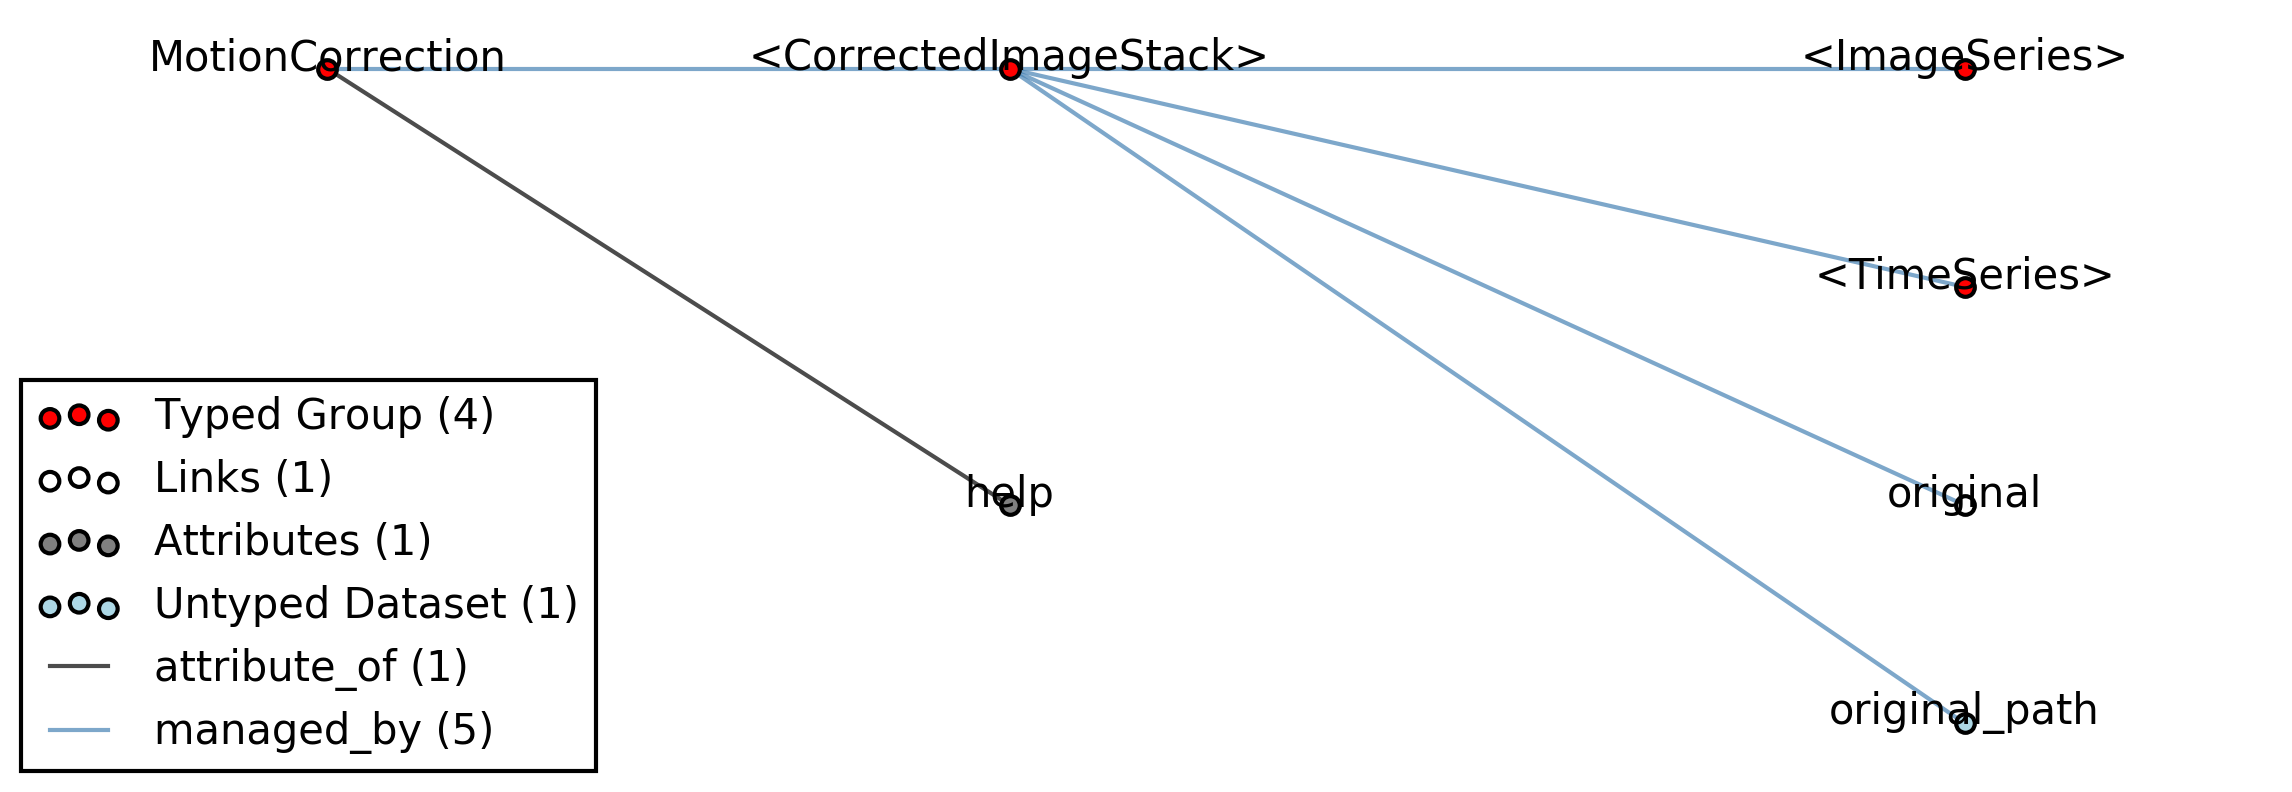 MotionCorrection
<CorrectedImageStack>
<ImageSeries>
<TimeSeries>
help
original
original_path
Typed Group (4)
Links (1)
Attributes (1)
Untyped Dataset (1)
attribute_of (1)
managed_by (5)